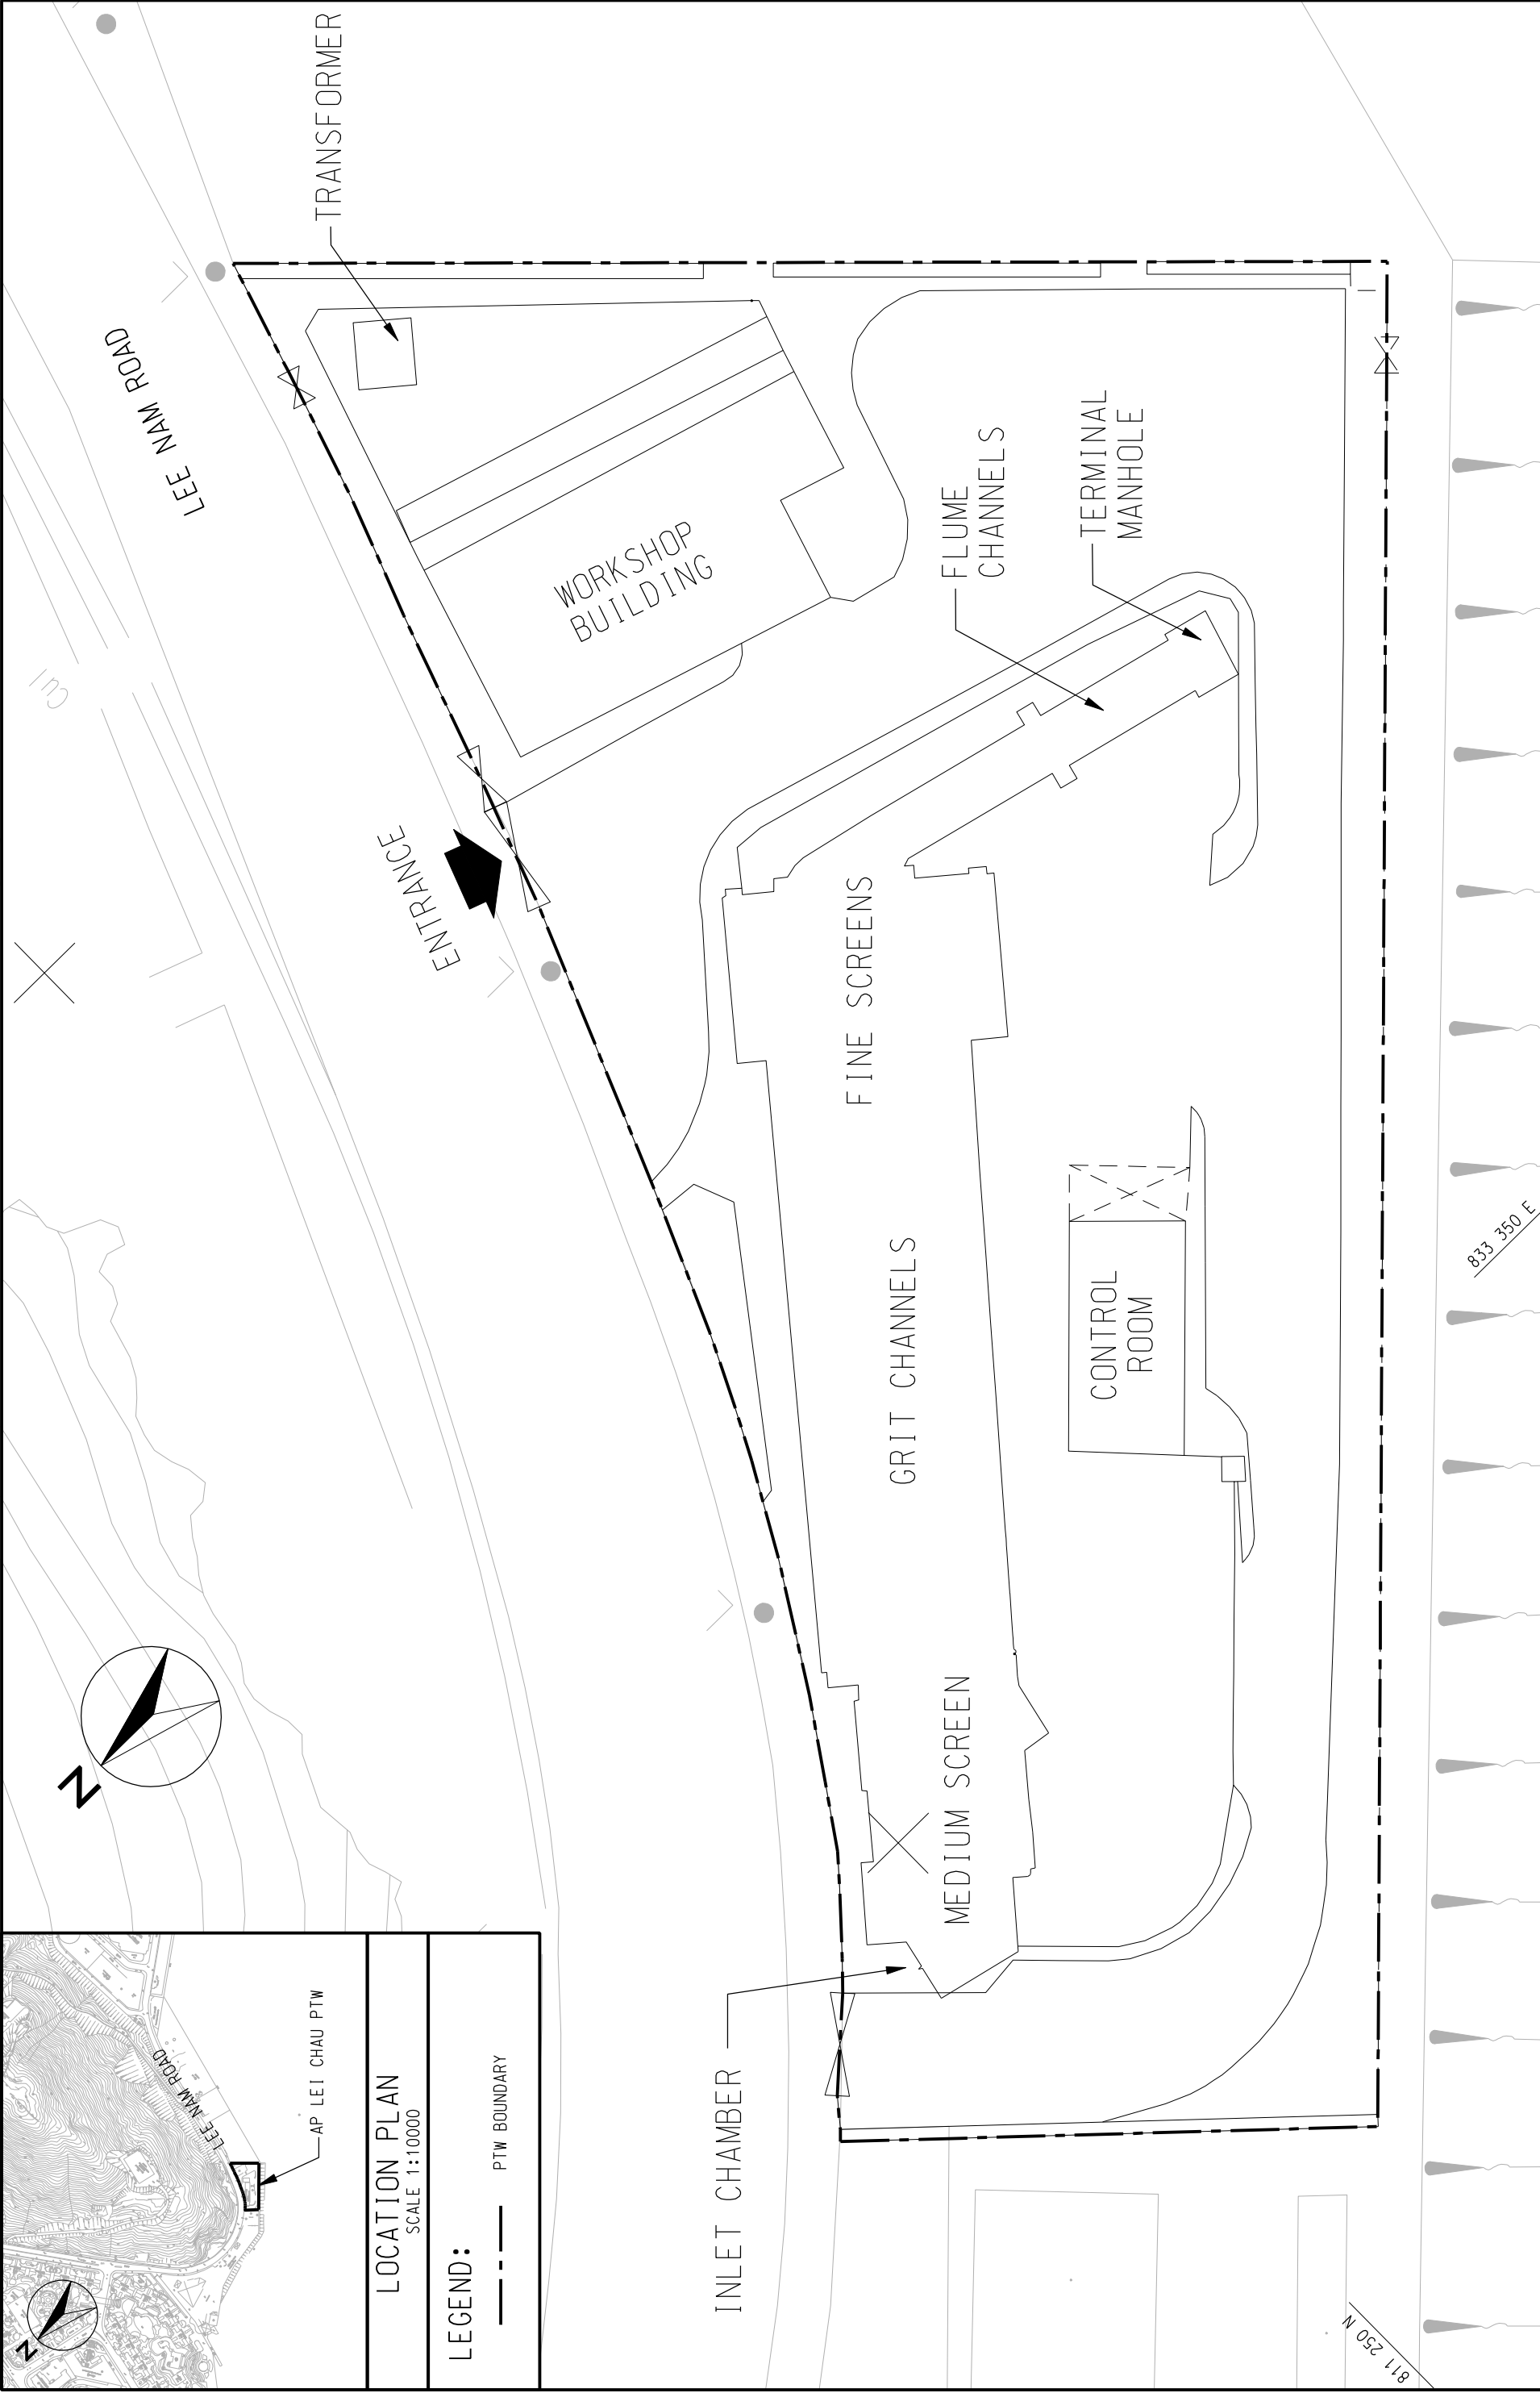 N
LEE NAM ROAD
AP LEI CHAU PTW
LOCATION PLAN
SCALE 1:10000
LEGEND:
PTW BOUNDARY
N
LEE NAM ROAD
ENTRANCE
TRANSFORMER
WORKSHOP
BUILDING
INLET CHAMBER
MEDIUM SCREEN
GRIT CHANNELS
FINE SCREENS
FLUME
CHANNELS
TERMINAL
MANHOLE
CONTROL
ROOM
811 250 N
833 350 E